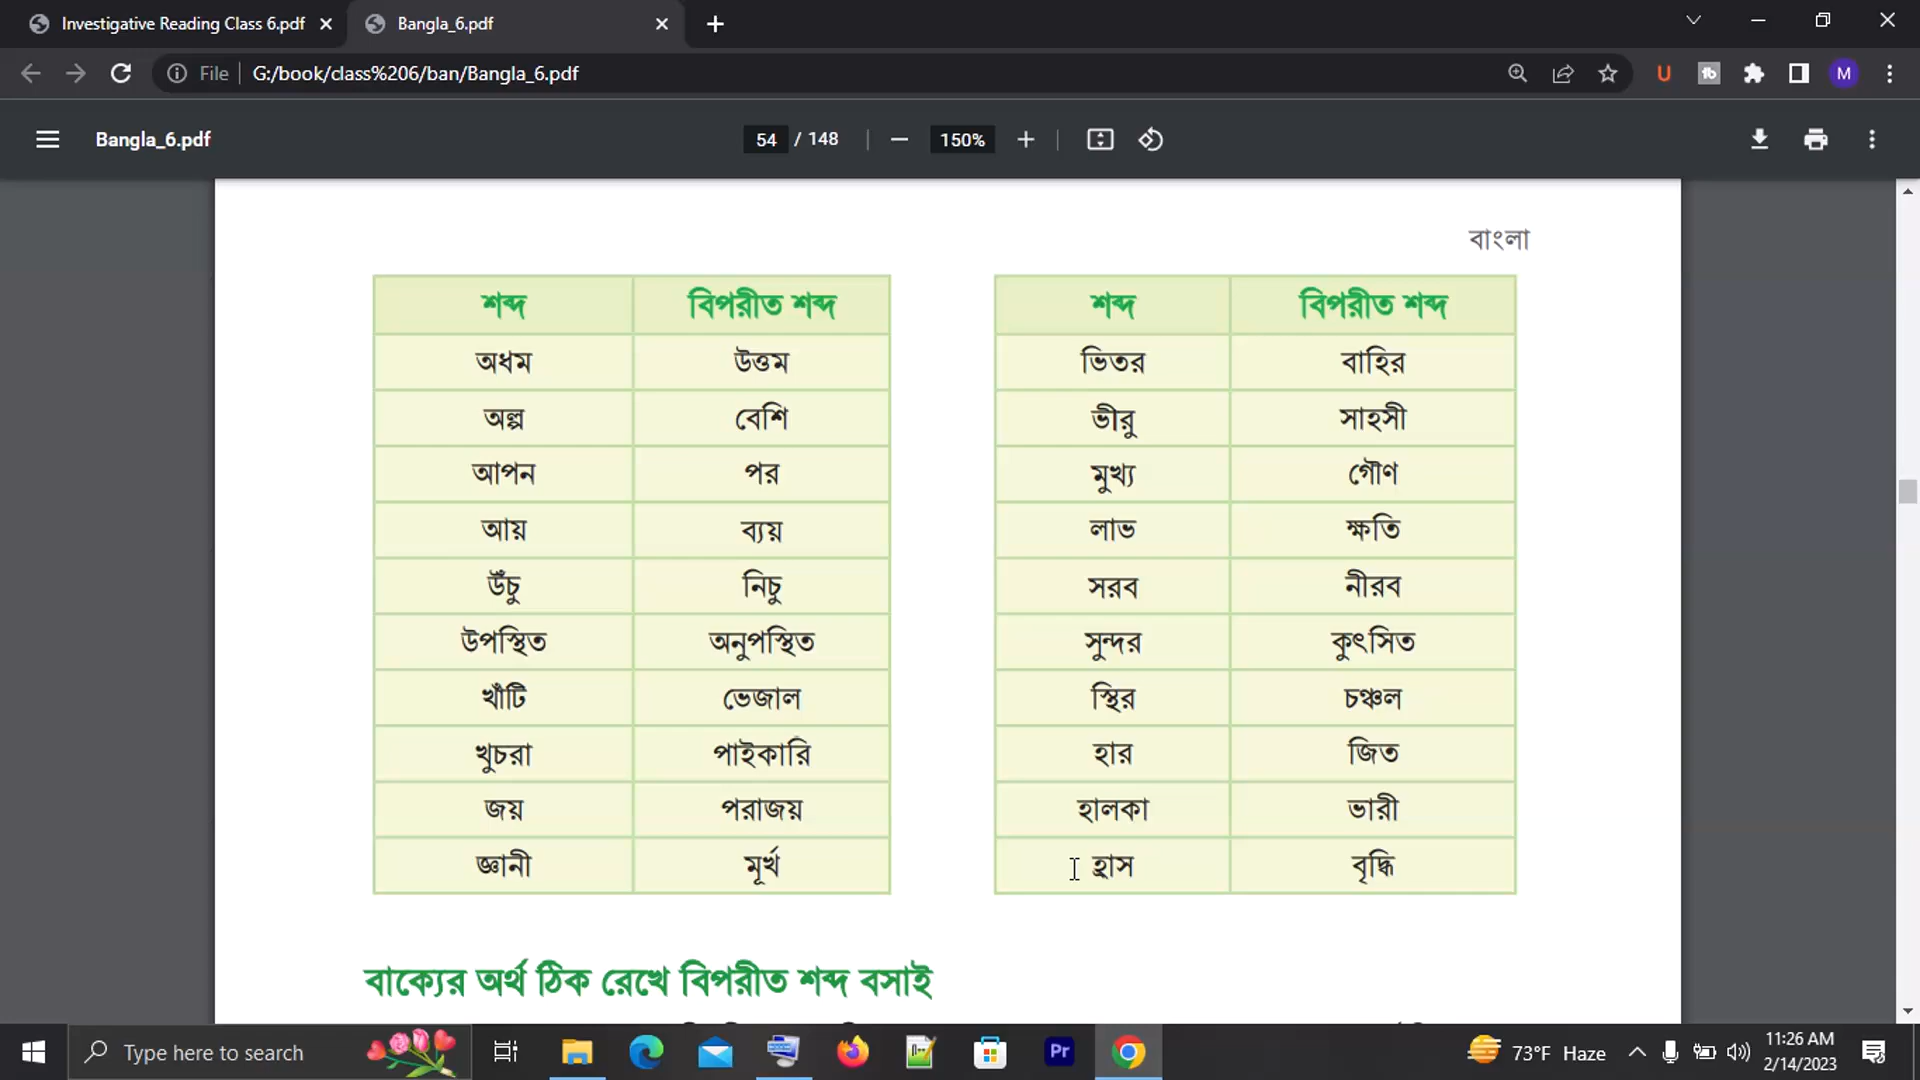 Investigative Reading Class 6.pdf
Bangla_6.pdf
File
G:/book/class%206/ban/Bangla_6.pdf
U
M
Bangla_6.pdf
54 / 148
150%
বাংলা
শব্দ বিপরীত শব্দ
অধম উত্তম
অল্প বেশি
আপন পর
আয় ব্যয়
উঁচু নিচু
উপস্থিত অনুপস্থিত
খাঁটি ভেজাল
খুচরা পাইকারি
জয় পরাজয়
জ্ঞানী মূর্খ
শব্দ বিপরীত শব্দ
ভিতর বাহির
ভীরু সাহসী
মুখ্য গৌণ
লাভ ক্ষতি
সরব নীরব
সুন্দর কুৎসিত
স্থির চঞ্চল
হার জিত
হালকা ভারী
হ্রাস বৃদ্ধি
বাক্যের অর্থ ঠিক রেখে বিপরীত শব্দ বসাই
Type here to search
Pr
73°F Haze
11:26 AM
2/14/2023